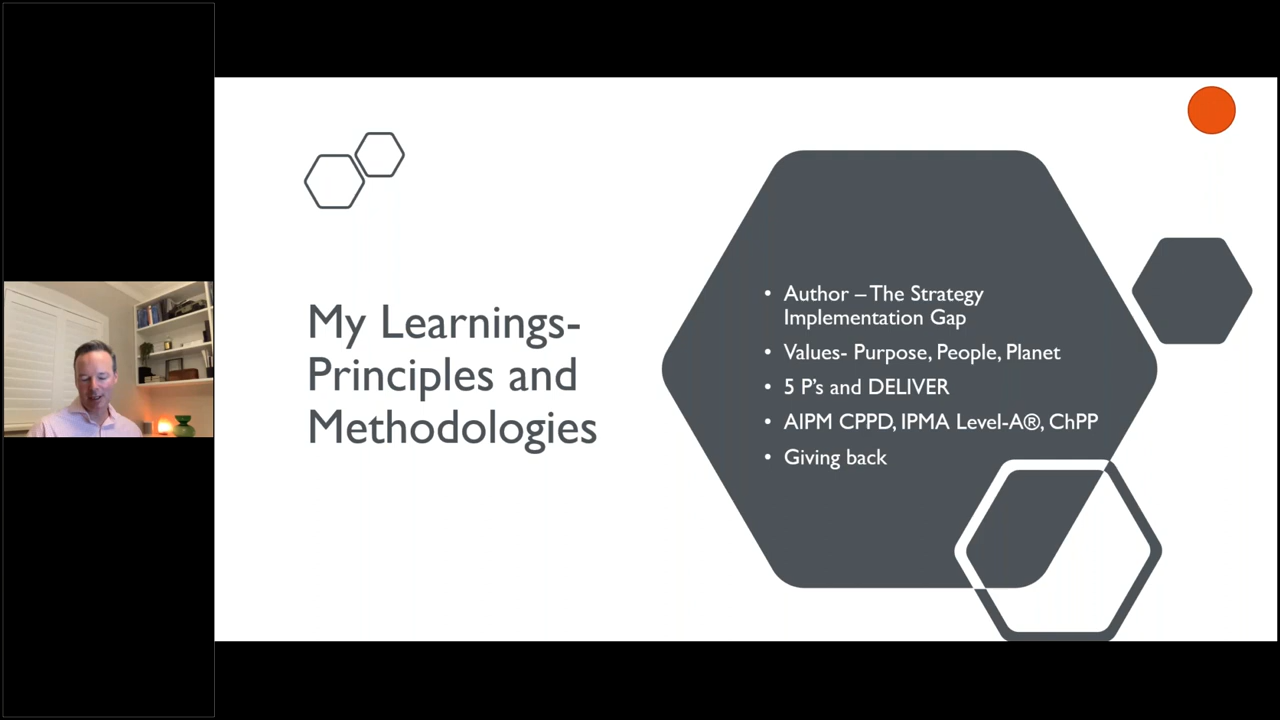 My Learnings-
Principles and
Methodologies
• Author – The Strategy
Implementation Gap
• Values- Purpose, People, Planet
• 5 P's and DELIVER
• AIPM CPPD, IPMA Level-A®, ChPP
• Giving back